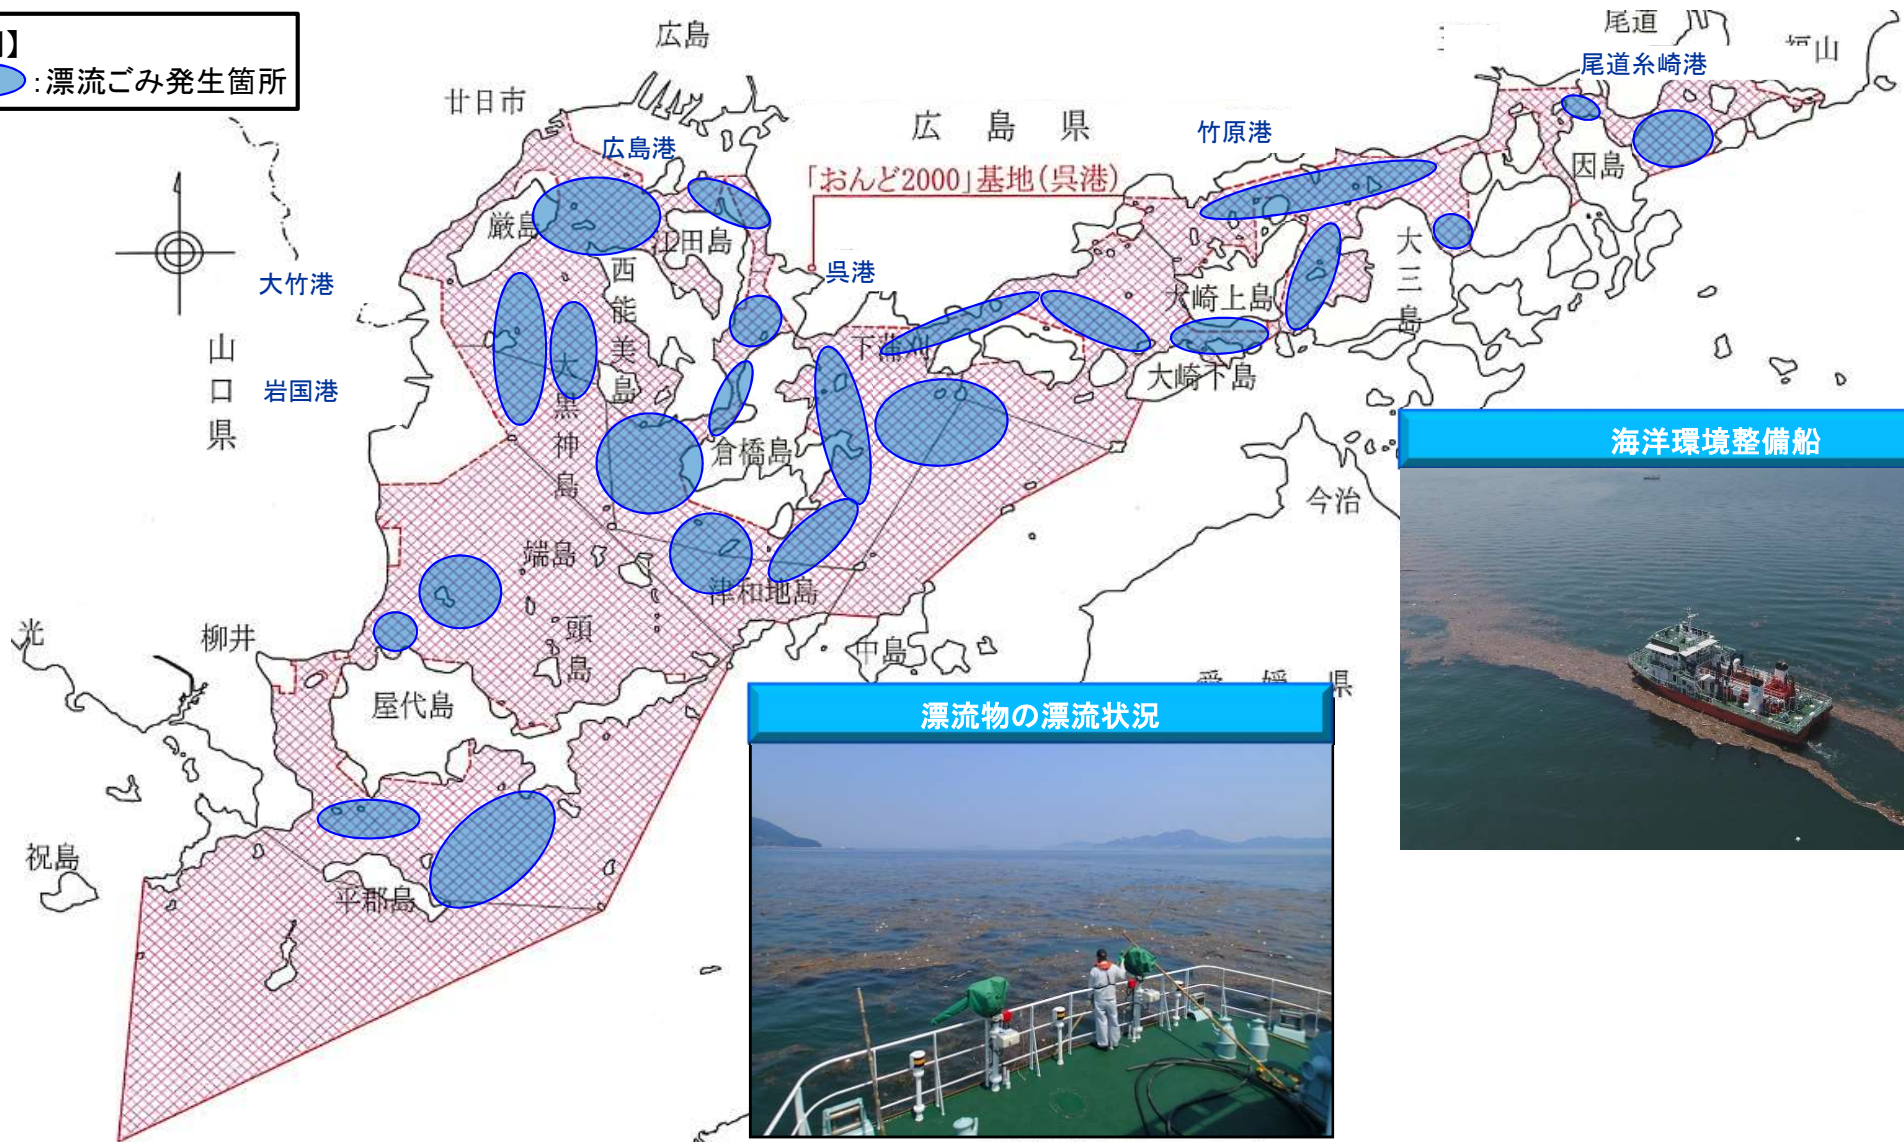 】
：漂流ごみ発生箇所
広島
尾道
福山
尾道糸崎港
廿日市
広島県
竹原港
広島港
「おんど2000」基地(呉港)
因島
厳島
江田島
大三島
西能美島
呉港
大竹港
大崎上島
山口県
下蒲刈
大崎下島
岩国港
大黒神島
倉橋島
海洋環境整備船
今治
端島
津和地島
光
柳井
頭島
中島
愛媛県
屋代島
漂流物の漂流状況
祝島
平郡島